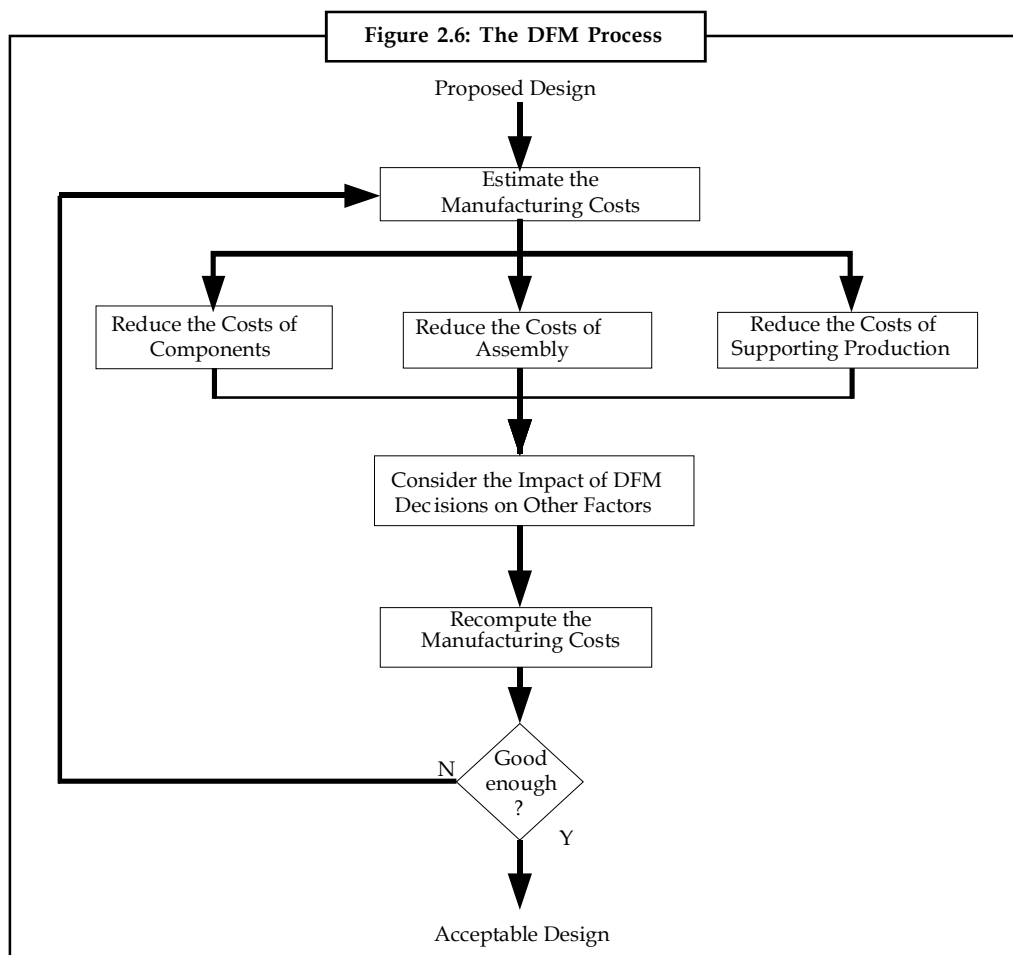 Figure 2.6: The DFM Process
Proposed Design
Estimate the
Manufacturing Costs
Reduce the Costs of
Components
Reduce the Costs of
Assembly
Reduce the Costs of
Supporting Production
Consider the Impact of DFM
Decisions on Other Factors
Recompute the
Manufacturing Costs
Good
enough
?
N
Y
Acceptable Design